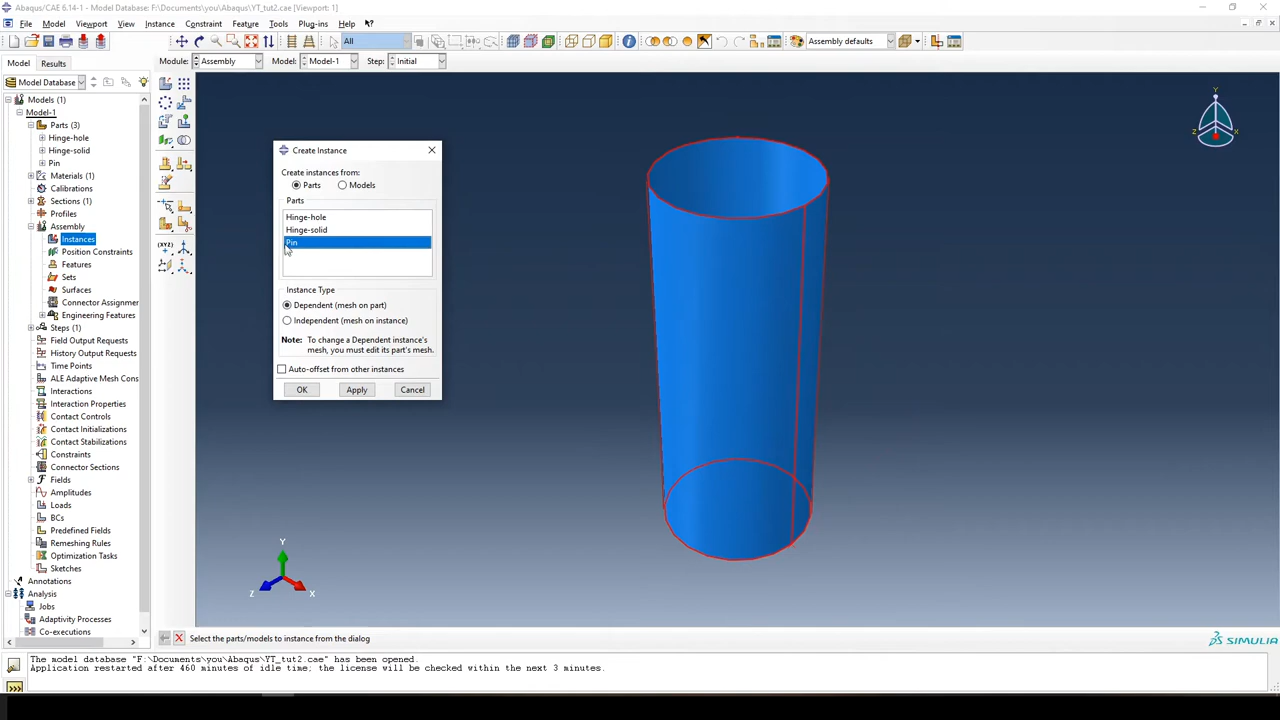 Abaqus/CAE 6.14-1 - Model Database: F:\Documents\you\Abaqus\YT_tut2.cae [Viewport: 1]
File Model Viewport View Instance Constraint Feature Tools Plug-ins Help
All Assembly defaults
Model Results Module: Assembly Model: Model-1 Step: Initial
Model Database
Models (1)
Model-1
Parts (3)
Hinge-hole
Hinge-solid
Pin
Materials (1)
Calibrations
Sections (1)
Profiles
Assembly
Instances
Position Constraints
Features
Sets
Surfaces
Connector Assignmer
Engineering Features
Steps (1)
Field Output Requests
History Output Requests
Time Points
ALE Adaptive Mesh Cons
Interactions
Interaction Properties
Contact Controls
Contact Initializations
Contact Stabilizations
Constraints
Connector Sections
Fields
Amplitudes
Loads
BCs
Predefined Fields
Remeshing Rules
Optimization Tasks
Sketches
Annotations
Analysis
Jobs
Adaptivity Processes
Co-executions
Create Instance
Create instances from:
Parts Models
Parts
Hinge-hole
Hinge-solid
Pin
Instance Type
Dependent (mesh on part)
Independent (mesh on instance)
Note: To change a Dependent instance's
mesh, you must edit its part's mesh.
Auto-offset from other instances
OK Apply Cancel
Y
Z X
Y
Z X
Select the parts/models to instance from the dialog
SIMULIA
The model database "F:\Documents\you\Abaqus\YT_tut2.cae" has been opened.
Application restarted after 460 minutes of idle time; the license will be checked within the next 3 minutes.